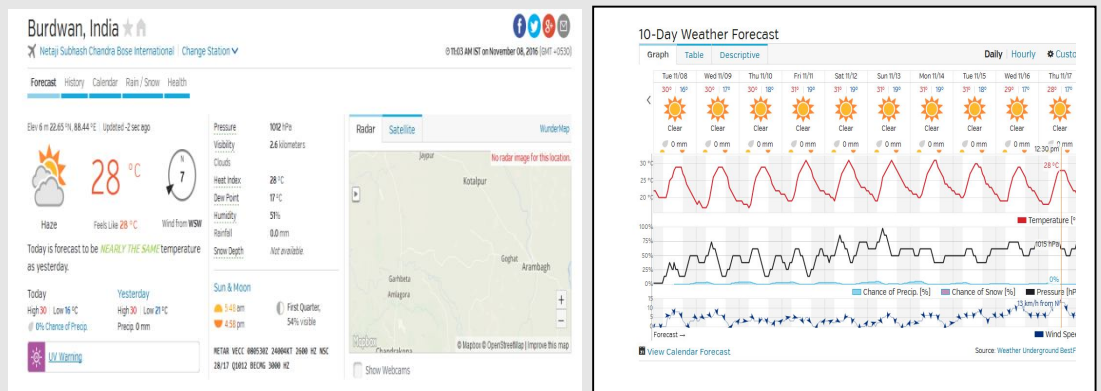 Burdwan, India
Netaji Subhash Chandra Bose International | Change Station
11:03 AM IST on November 08, 2016 (GMT +0530)
Forecast History Calendar Rain / Snow Health
Elev 6 m 22.65 °N, 88.44 °E | Updated -2 sec ago
28 °C
N
7
Haze
Feels Like 28 °C
Wind from WSW
Today is forecast to be NEARLY THE SAME temperature
as yesterday.
Today
High 30 Low 16 °C
0% Chance of Precip.
Yesterday
High 30 Low 21 °C
Precip. 0 mm
UV Warning
Pressure 1012 hPa
Visibility 2.6 kilometers
Clouds
Heat Index 28 °C
Dew Point 17 °C
Humidity 51%
Rainfall 0.0 mm
Snow Depth Not available.
Sun & Moon
5:48 am
4:58 pm
First Quarter,
54% visible
METAR VECC 080530Z 24004KT 2600 HZ NSC
28/17 Q1012 BECMG 3000 HZ
Radar Satellite WunderMap
No radar image for this location.
Jaypur
Kotalpur
Goghat
Arambagh
Garhbeta
Amlagora
Chandrakona
+
−
Mapbox
© Mapbox © OpenStreetMap | Improve this map
Show Webcams
10-Day Weather Forecast
Graph Table Descriptive Daily | Hourly Custo
Tue 11/08 Wed 11/09 Thu 11/10 Fri 11/11 Sat 11/12 Sun 11/13 Mon 11/14 Tue 11/15 Wed 11/16 Thu 11/17
30° 16° 30° 17° 30° 17° 31° 19° 31° 19° 31° 19° 31° 19° 31° 18° 29° 17° 28° 17°
Clear Clear Clear Clear Clear Clear Clear Clear Clear Clear
0 mm 0 mm 0 mm 0 mm 0 mm 0 mm 0 mm 0 mm 0 mm 0 mm
12:30 pm
30 °C
28 °C
25 °C
20 °C
Temperature [°
100%
75%
1015 hPa
50%
25%
0%
0%
Chance of Precip. [%] Chance of Snow [%] Pressure [hP
15
13 km/h from N
10
5
0
Forecast →
Wind Spe
View Calendar Forecast
Source: Weather Underground BestF